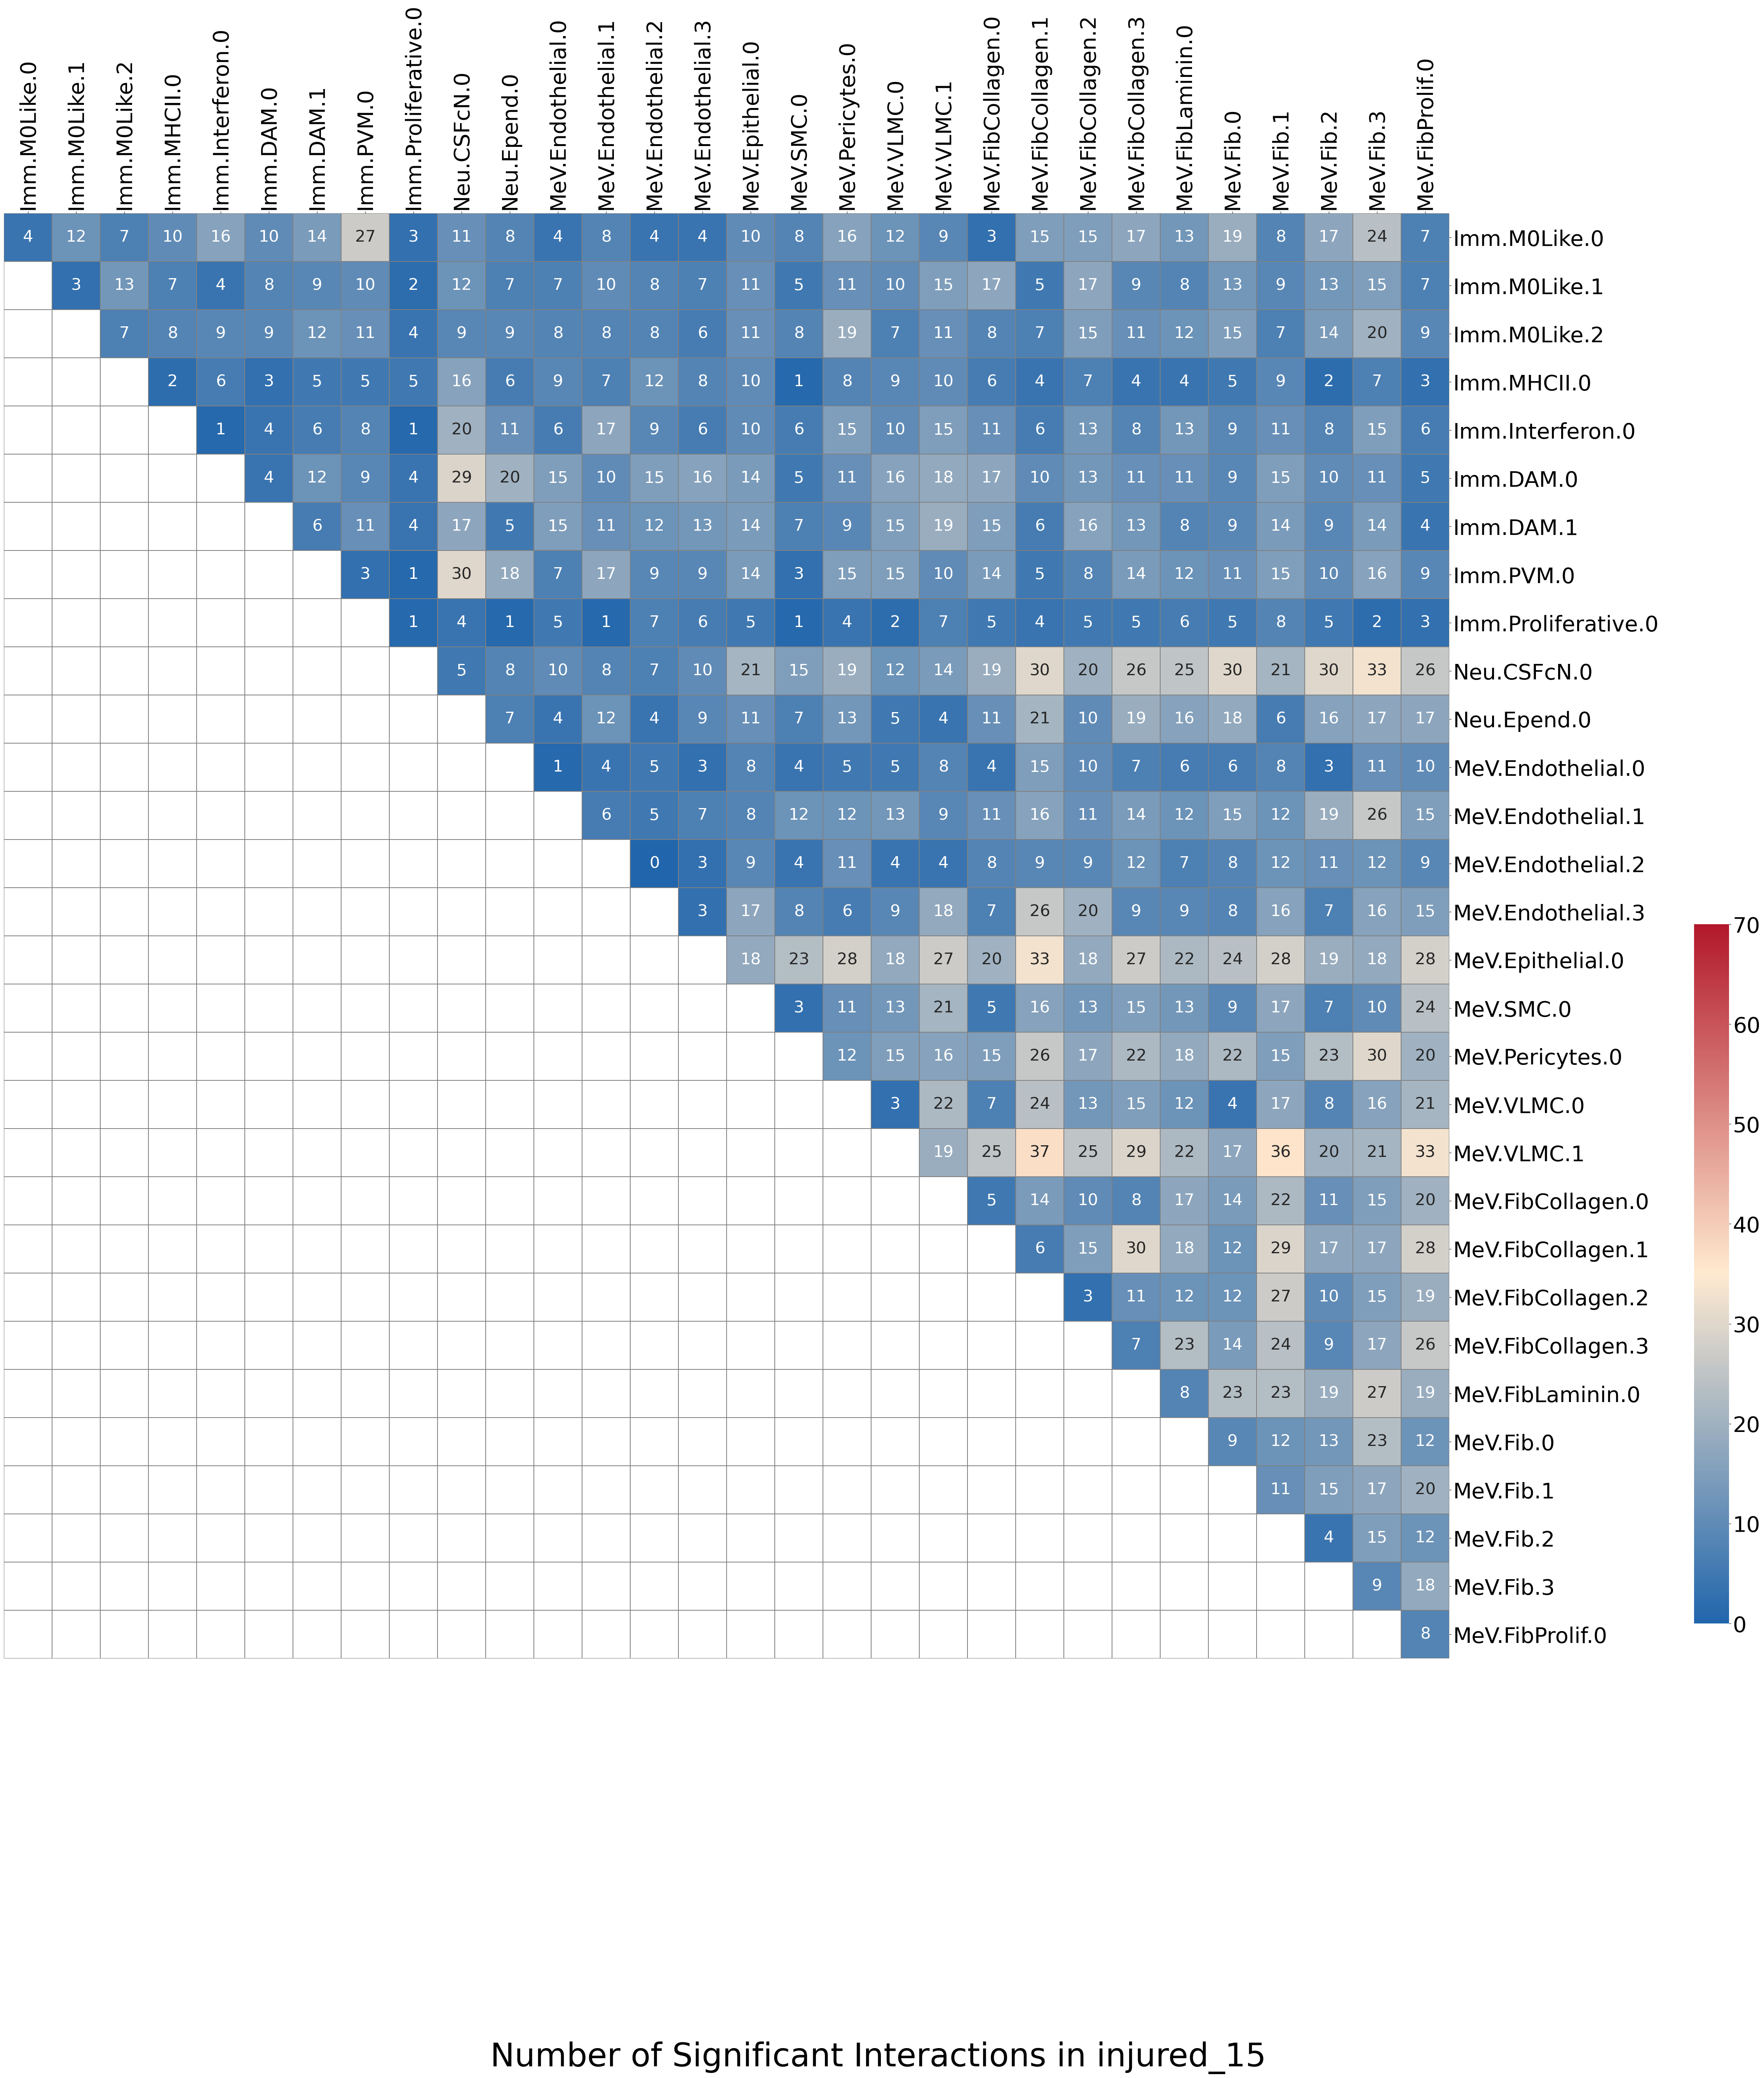 Imm.M0Like.0
Imm.M0Like.1
Imm.M0Like.2
Imm.MHCII.0
Imm.Interferon.0
Imm.DAM.0
Imm.DAM.1
Imm.PVM.0
Imm.Proliferative.0
Neu.CSFcN.0
Neu.Epend.0
MeV.Endothelial.0
MeV.Endothelial.1
MeV.Endothelial.2
MeV.Endothelial.3
MeV.Epithelial.0
MeV.SMC.0
MeV.Pericytes.0
MeV.VLMC.0
MeV.VLMC.1
MeV.FibCollagen.0
MeV.FibCollagen.1
MeV.FibCollagen.2
MeV.FibCollagen.3
MeV.FibLaminin.0
MeV.Fib.0
MeV.Fib.1
MeV.Fib.2
MeV.Fib.3
MeV.FibProlif.0
4 12 7 10 16 10 14 27 3 11 8 4 8 4 4 10 8 16 12 9 3 15 15 17 13 19 8 17 24 7 Imm.M0Like.0
3 13 7 4 8 9 10 2 12 7 7 10 8 7 11 5 11 10 15 17 5 17 9 8 13 9 13 15 7 Imm.M0Like.1
7 8 9 9 12 11 4 9 9 8 8 8 6 11 8 19 7 11 8 7 15 11 12 15 7 14 20 9 Imm.M0Like.2
2 6 3 5 5 5 16 6 9 7 12 8 10 1 8 9 10 6 4 7 4 4 5 9 2 7 3 Imm.MHCII.0
1 4 6 8 1 20 11 6 17 9 6 10 6 15 10 15 11 6 13 8 13 9 11 8 15 6 Imm.Interferon.0
4 12 9 4 29 20 15 10 15 16 14 5 11 16 18 17 10 13 11 11 9 15 10 11 5 Imm.DAM.0
6 11 4 17 5 15 11 12 13 14 7 9 15 19 15 6 16 13 8 9 14 9 14 4 Imm.DAM.1
3 1 30 18 7 17 9 9 14 3 15 15 10 14 5 8 14 12 11 15 10 16 9 Imm.PVM.0
1 4 1 5 1 7 6 5 1 4 2 7 5 4 5 5 6 5 8 5 2 3 Imm.Proliferative.0
5 8 10 8 7 10 21 15 19 12 14 19 30 20 26 25 30 21 30 33 26 Neu.CSFcN.0
7 4 12 4 9 11 7 13 5 4 11 21 10 19 16 18 6 16 17 17 Neu.Epend.0
1 4 5 3 8 4 5 5 8 4 15 10 7 6 6 8 3 11 10 MeV.Endothelial.0
6 5 7 8 12 12 13 9 11 16 11 14 12 15 12 19 26 15 MeV.Endothelial.1
0 3 9 4 11 4 4 8 9 9 12 7 8 12 11 12 9 MeV.Endothelial.2
3 17 8 6 9 18 7 26 20 9 9 8 16 7 16 15 MeV.Endothelial.3
18 23 28 18 27 20 33 18 27 22 24 28 19 18 28 MeV.Epithelial.0
3 11 13 21 5 16 13 15 13 9 17 7 10 24 MeV.SMC.0
12 15 16 15 26 17 22 18 22 15 23 30 20 MeV.Pericytes.0
3 22 7 24 13 15 12 4 17 8 16 21 MeV.VLMC.0
19 25 37 25 29 22 17 36 20 21 33 MeV.VLMC.1
5 14 10 8 17 14 22 11 15 20 MeV.FibCollagen.0
6 15 30 18 12 29 17 17 28 MeV.FibCollagen.1
3 11 12 12 27 10 15 19 MeV.FibCollagen.2
7 23 14 24 9 17 26 MeV.FibCollagen.3
8 23 23 19 27 19 MeV.FibLaminin.0
9 12 13 23 12 MeV.Fib.0
11 15 17 20 MeV.Fib.1
4 15 12 MeV.Fib.2
9 18 MeV.Fib.3
8 MeV.FibProlif.0
70
60
50
40
30
20
10
0
Number of Significant Interactions in injured_15